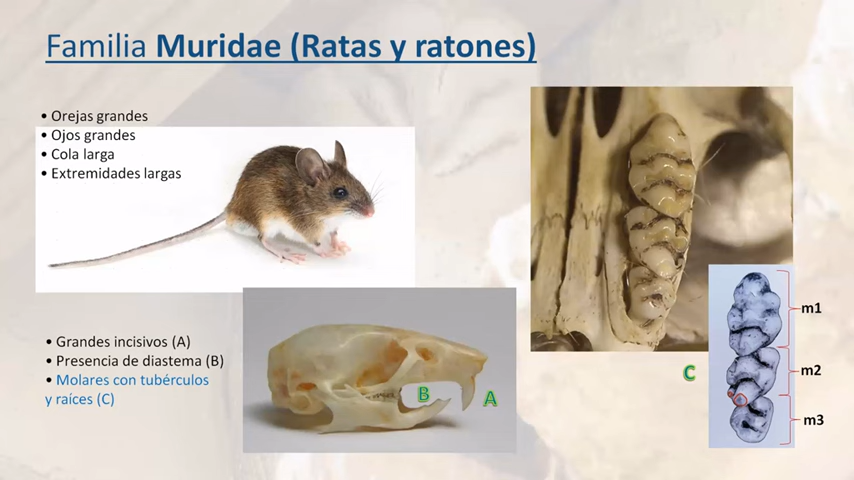 Familia Muridae (Ratas y ratones)
• Orejas grandes
• Ojos grandes
• Cola larga
• Extremidades largas
• Grandes incisivos (A)
• Presencia de diastema (B)
• Molares con tubérculos
y raíces (C)
B
A
C
m1
m2
m3